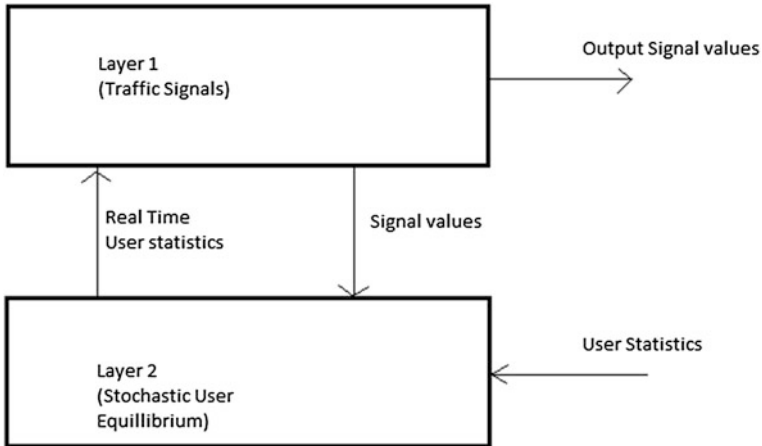 Layer 1
(Traffic Signals)
Output Signal values
Real Time
User statistics
Signal values
User Statistics
Layer 2
(Stochastic User
Equillibrium)